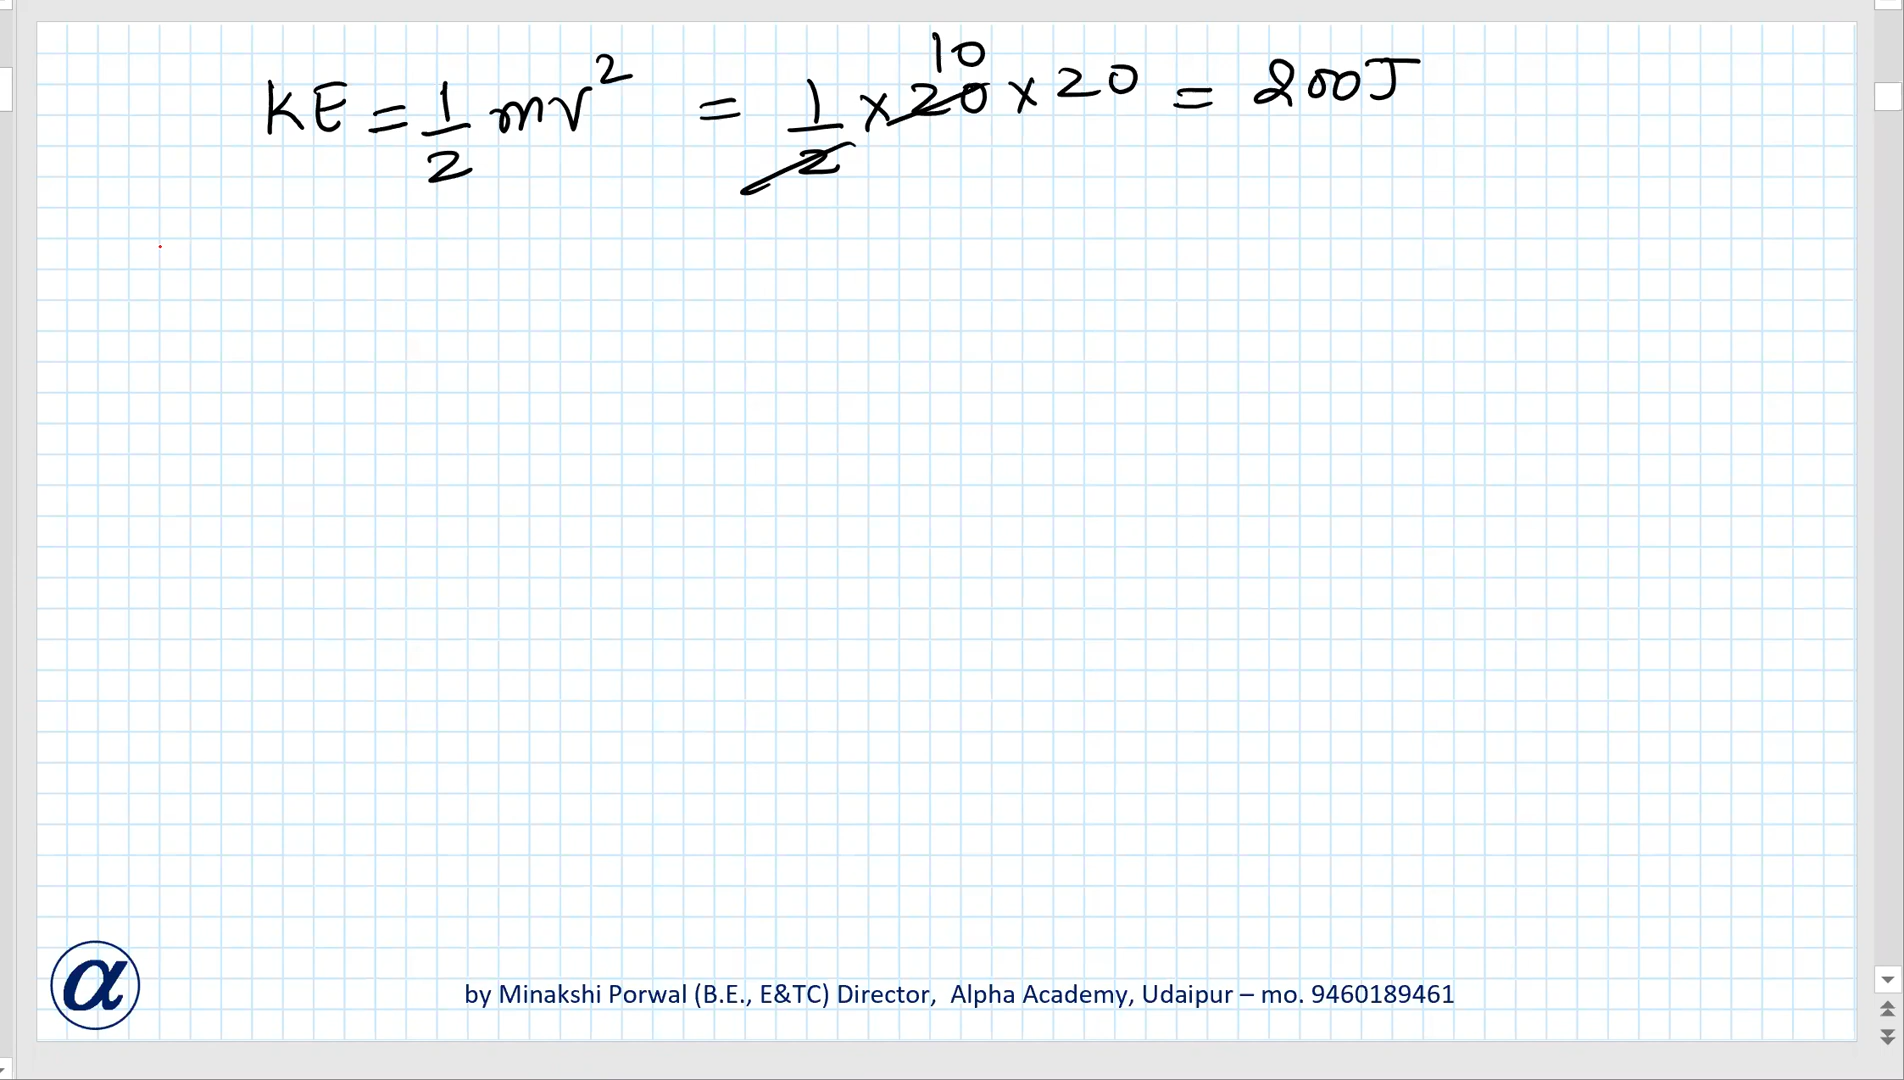 KE = 1/2 mv² = 1/2 × 20 × 20 = 200J
10
α
by Minakshi Porwal (B.E., E&TC) Director, Alpha Academy, Udaipur – mo. 9460189461